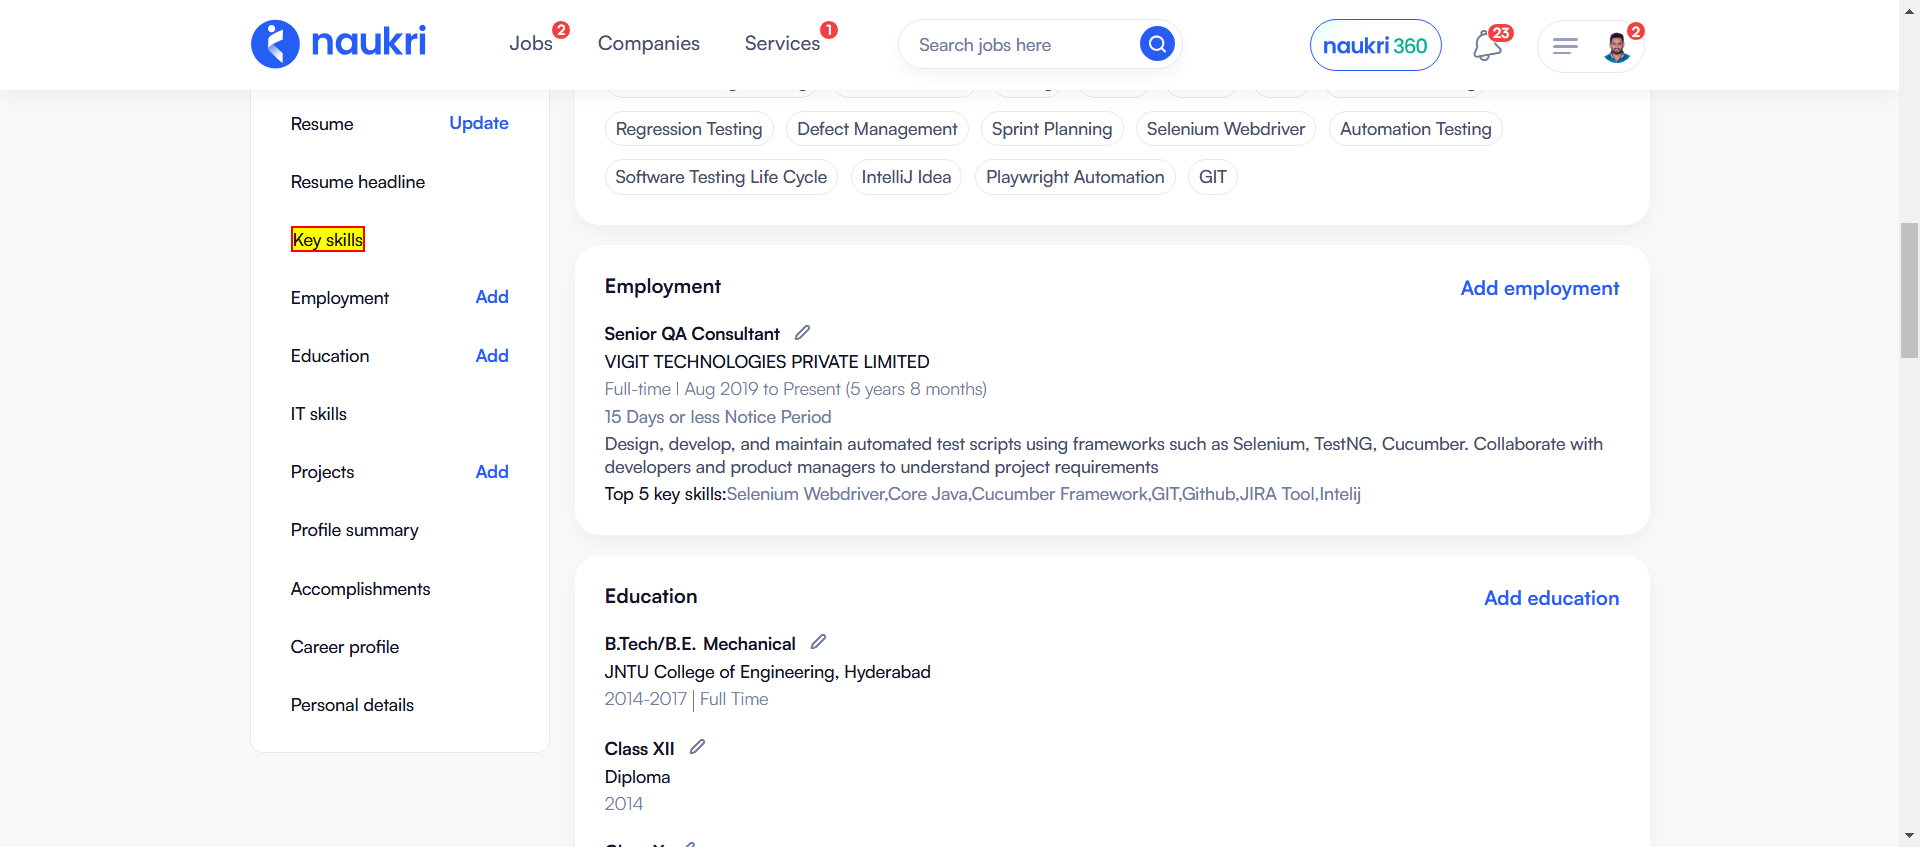 naukri
Jobs 2
Companies
Services 1
Search jobs here
naukri 360
23
2
Resume Update
Resume headline
Key skills
Employment Add
Education Add
IT skills
Projects Add
Profile summary
Accomplishments
Career profile
Personal details
Regression Testing Defect Management Sprint Planning Selenium Webdriver Automation Testing
Software Testing Life Cycle IntelliJ Idea Playwright Automation GIT
Employment Add employment
Senior QA Consultant
VIGIT TECHNOLOGIES PRIVATE LIMITED
Full-time | Aug 2019 to Present (5 years 8 months)
15 Days or less Notice Period
Design, develop, and maintain automated test scripts using frameworks such as Selenium, TestNG, Cucumber. Collaborate with
developers and product managers to understand project requirements
Top 5 key skills:Selenium Webdriver,Core Java,Cucumber Framework,GIT,Github,JIRA Tool,Intelij
Education Add education
B.Tech/B.E. Mechanical
JNTU College of Engineering, Hyderabad
2014-2017 | Full Time
Class XII
Diploma
2014